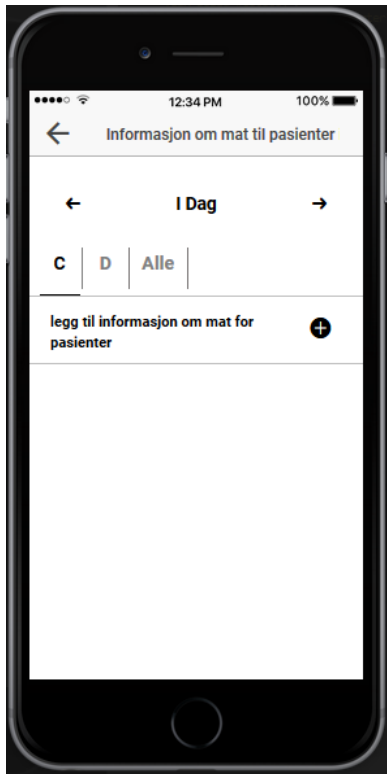 12:34 PM 100%
Informasjon om mat til pasienter
I Dag
C D Alle
legg til informasjon om mat for
pasienter